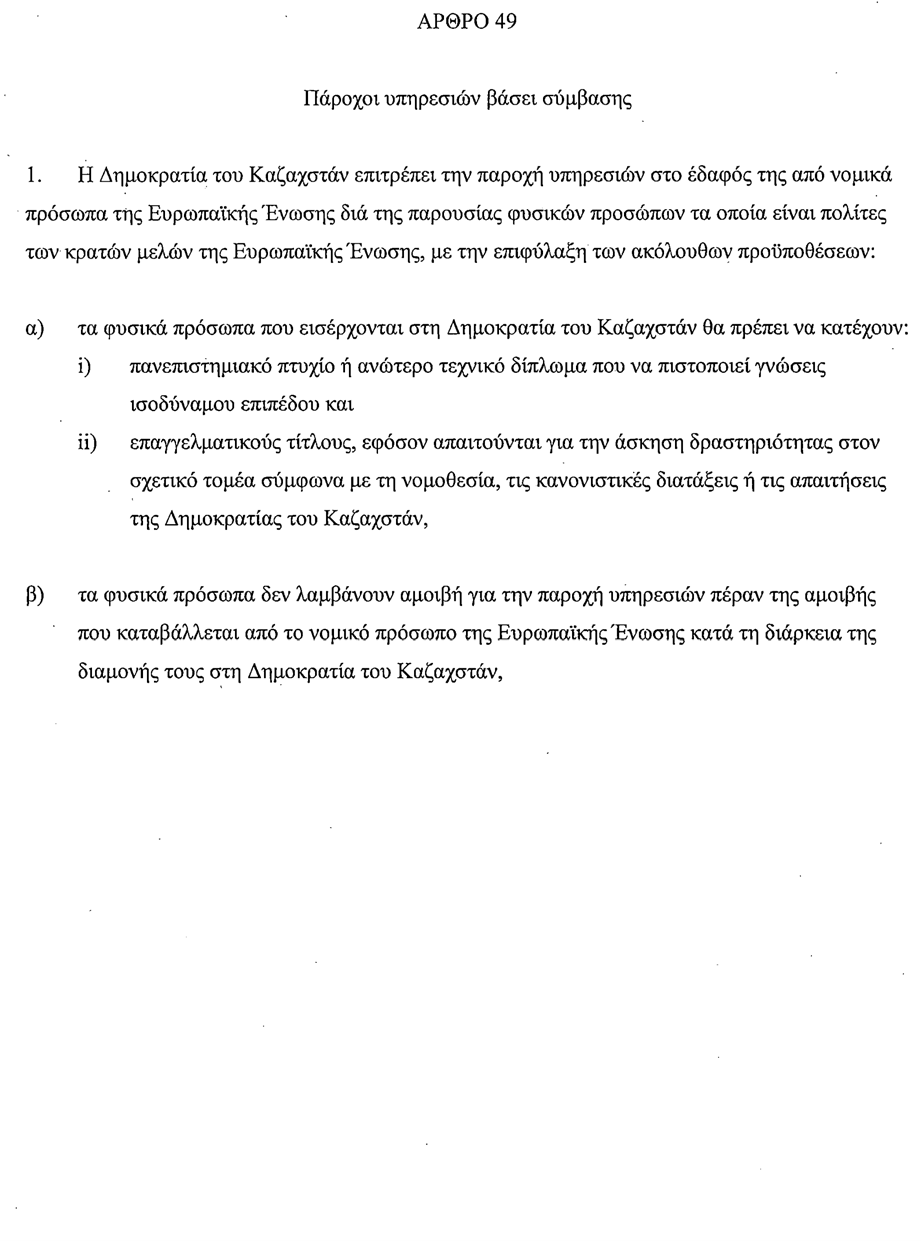 ΑΡΘΡΟ 49
Πάροχοι υπηρεσιών βάσει σύμβασης
1. Η Δημοκρατία του Καζαχστάν επιτρέπει την παροχή υπηρεσιών στο έδαφός της από νομικά
πρόσωπα της Ευρωπαϊκής Ένωσης διά της παρουσίας φυσικών προσώπων τα οποία είναι πολίτες
των κρατών μελών της Ευρωπαϊκής Ένωσης, με την επιφύλαξη των ακόλουθων προϋποθέσεων:
α) τα φυσικά πρόσωπα που εισέρχονται στη Δημοκρατία του Καζαχστάν θα πρέπει να κατέχουν:
i) πανεπιστημιακό πτυχίο ή ανώτερο τεχνικό δίπλωμα που να πιστοποιεί γνώσεις
ισοδύναμου επιπέδου και
ii) επαγγελματικούς τίτλους, εφόσον απαιτούνται για την άσκηση δραστηριότητας στον
σχετικό τομέα σύμφωνα με τη νομοθεσία, τις κανονιστικές διατάξεις ή τις απαιτήσεις
της Δημοκρατίας του Καζαχστάν,
β) τα φυσικά πρόσωπα δεν λαμβάνουν αμοιβή για την παροχή υπηρεσιών πέραν της αμοιβής
που καταβάλλεται από το νομικό πρόσωπο της Ευρωπαϊκής Ένωσης κατά τη διάρκεια της
διαμονής τους στη Δημοκρατία του Καζαχστάν,